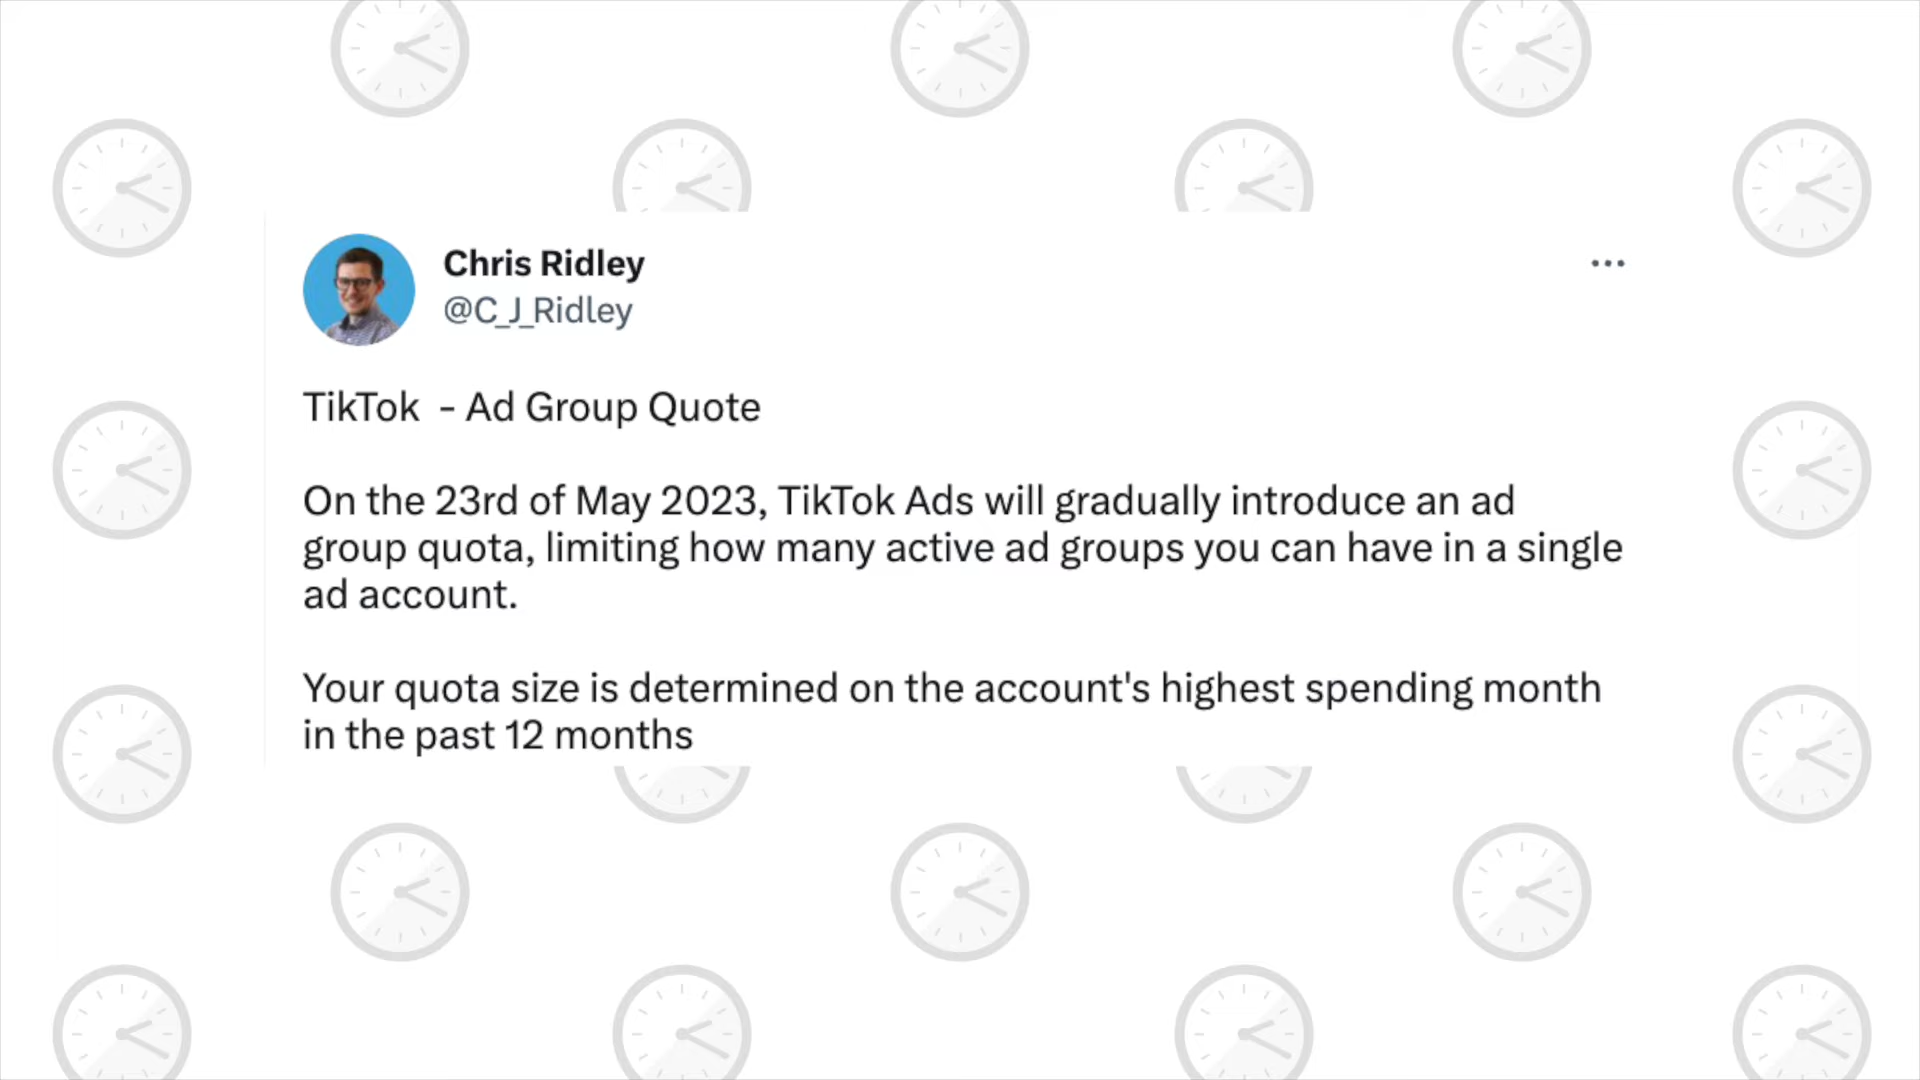 Chris Ridley
@C_J_Ridley
TikTok - Ad Group Quote
On the 23rd of May 2023, TikTok Ads will gradually introduce an ad
group quota, limiting how many active ad groups you can have in a single
ad account.
Your quota size is determined on the account's highest spending month
in the past 12 months